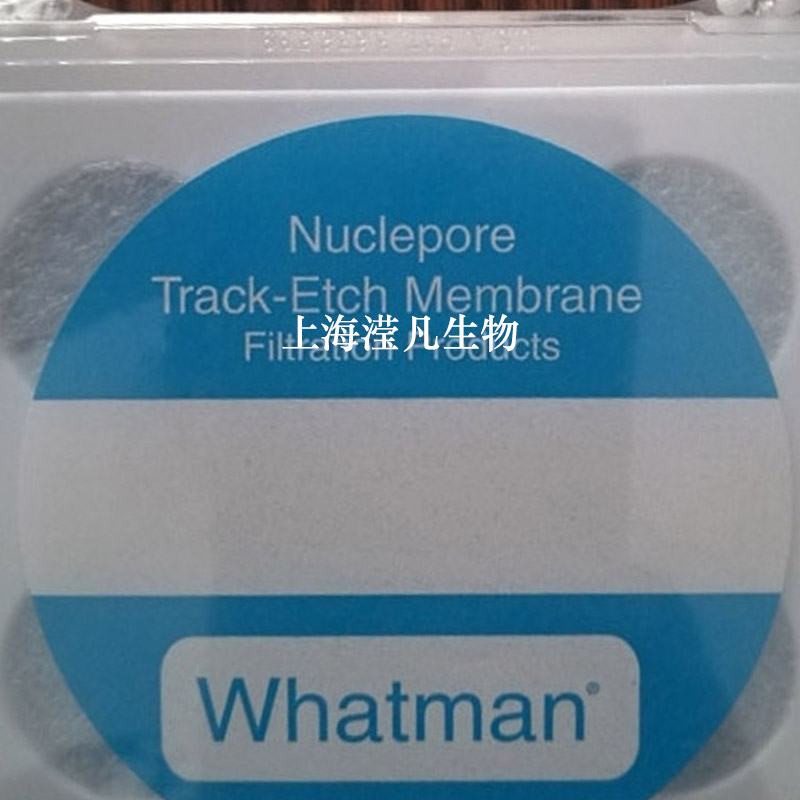 Nuclepore
Track-Etch Membrane
上海滢凡生物
Filtration Products
Whatman®